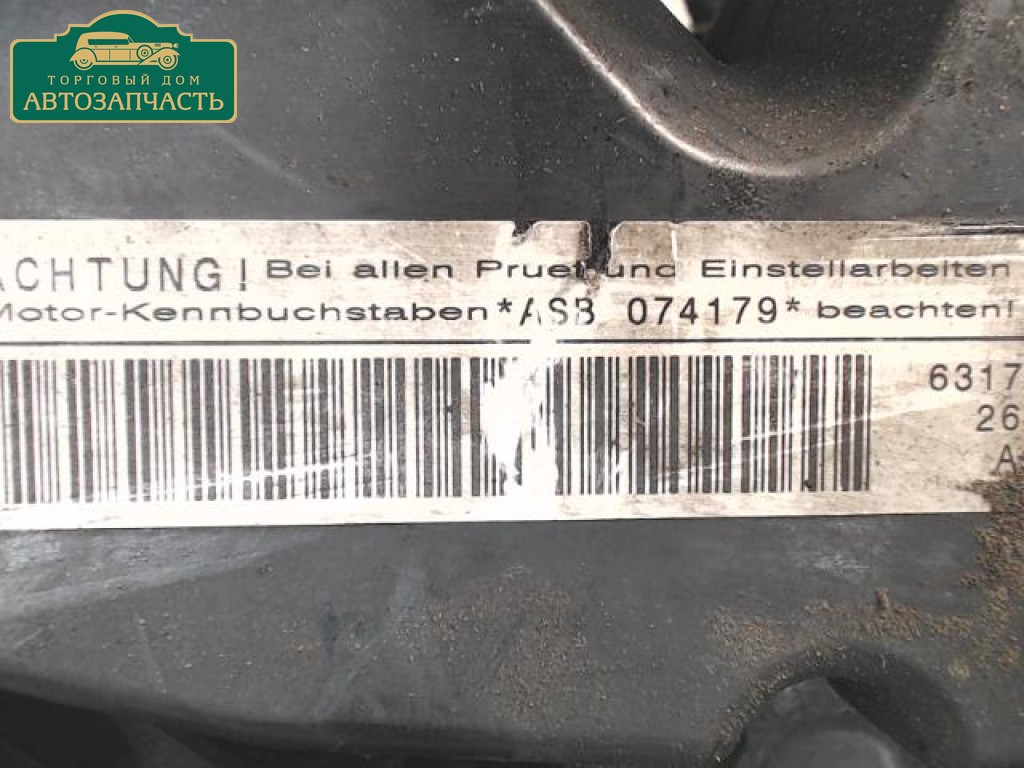 ТОРГОВЫЙ ДОМ
АВТОЗАПЧАСТЬ
ACHTUNG! Bei allen Pruef und Einstellarbeiten
Motor-Kennbuchstaben *ASB 074179* beachten!
6317
26
A